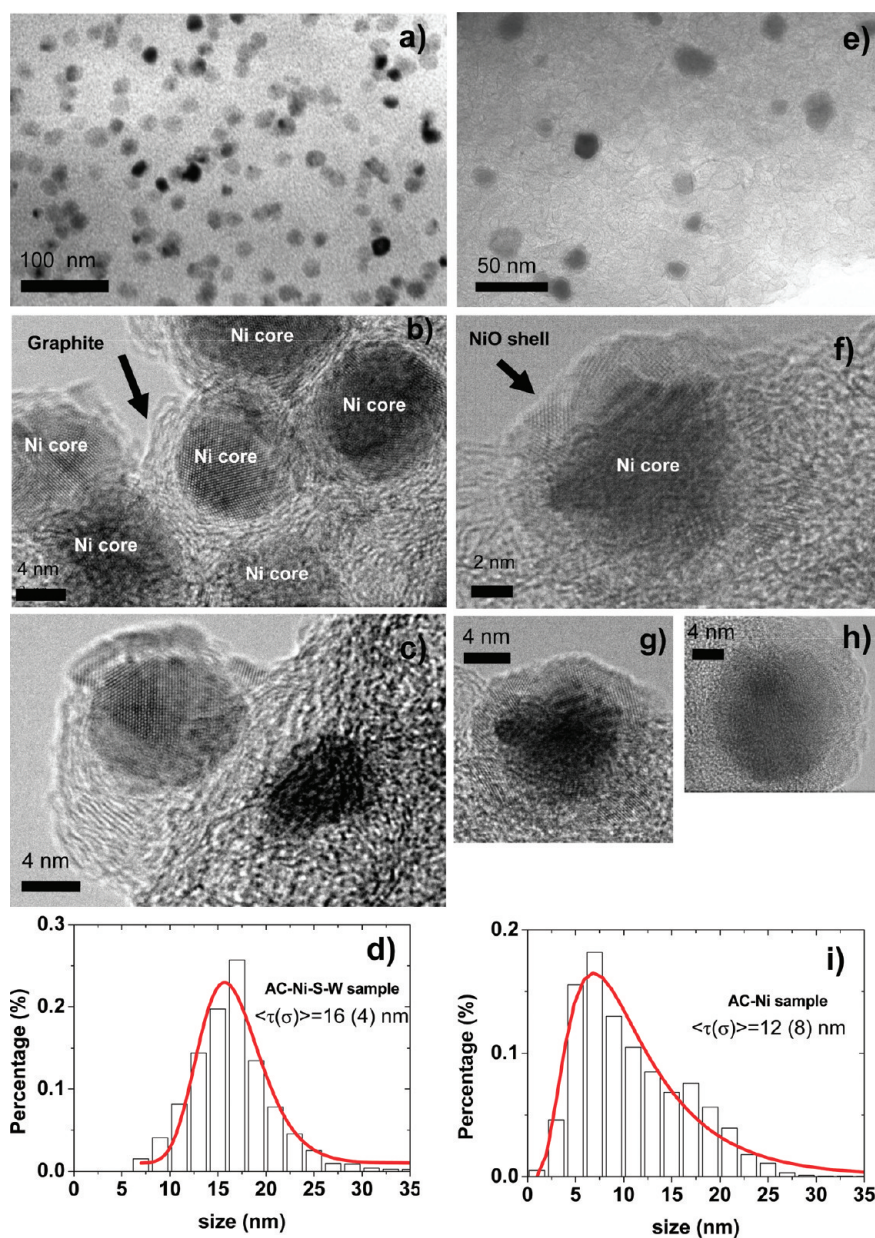 a)
100 nm
e)
50 nm
b)
Graphite
Ni core
Ni core
Ni core
Ni core
Ni core
Ni core
4 nm
f)
NiO shell
Ni core
2 nm
c)
4 nm
g)
4 nm
h)
4 nm
d)
AC-Ni-S-W sample
<τ(σ)>=16 (4) nm
Percentage (%)
0.3
0.2
0.1
0.0
0 5 10 15 20 25 30 35
size (nm)
i)
AC-Ni sample
<τ(σ)>=12 (8) nm
Percentage (%)
0.2
0.1
0.0
0 5 10 15 20 25 30 35
size (nm)